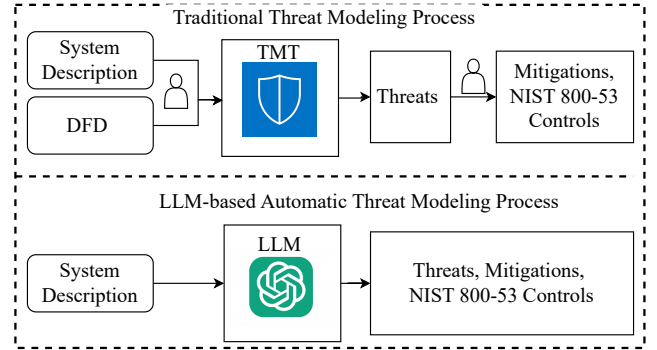 Traditional Threat Modeling Process
System
Description
DFD
TMT
Threats
Mitigations,
NIST 800-53
Controls
LLM-based Automatic Threat Modeling Process
System
Description
LLM
Threats, Mitigations,
NIST 800-53 Controls